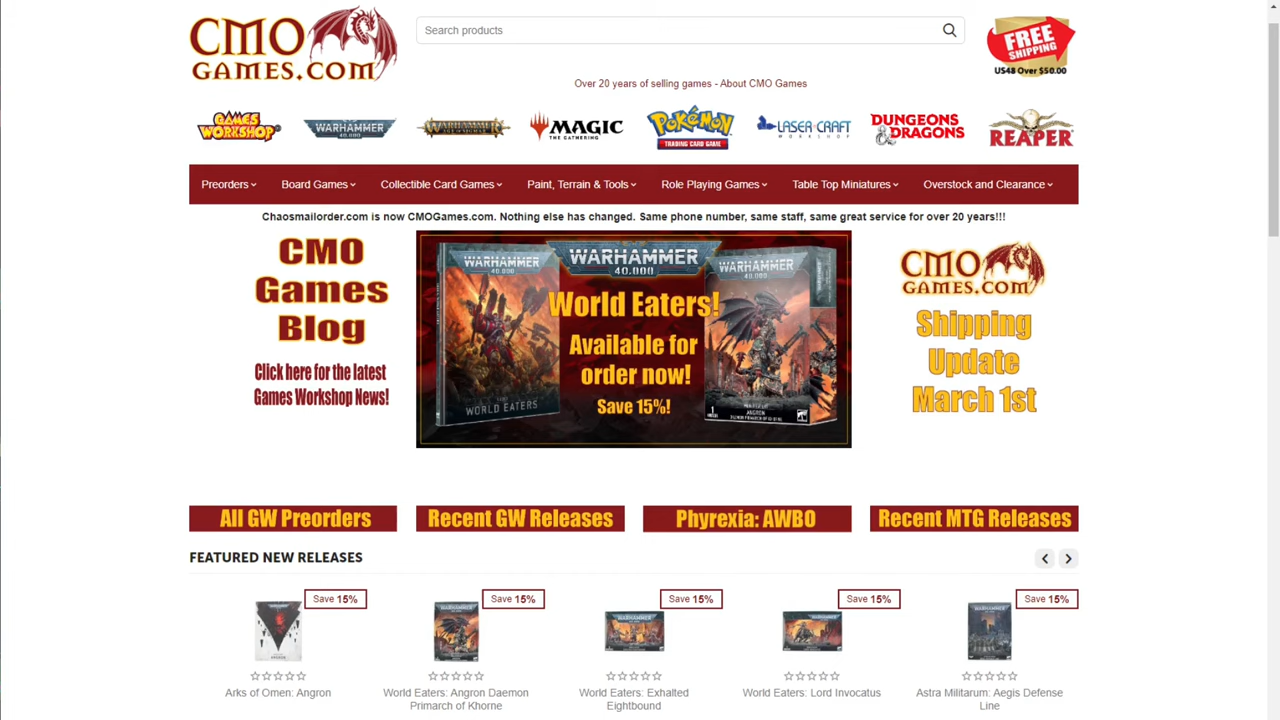 CMO
GAMES.COM
Search products
FREE
SHIPPING
US48 Over $50.00
Over 20 years of selling games - About CMO Games
GAMES WORKSHOP
WARHAMMER 40,000
WARHAMMER AGE OF SIGMAR
MAGIC THE GATHERING
POKÉMON TRADING CARD GAME
LASER CRAFT WORKSHOP
DUNGEONS & DRAGONS
REAPER
Preorders
Board Games
Collectible Card Games
Paint, Terrain & Tools
Role Playing Games
Table Top Miniatures
Overstock and Clearance
Chaosmailorder.com is now CMOGames.com. Nothing else has changed. Same phone number, same staff, same great service for over 20 years!!!
CMO
Games
Blog
Click here for the latest
Games Workshop News!
WARHAMMER
40,000
WORLD EATERS
WARHAMMER
40,000
World Eaters!
Available for
order now!
Save 15%!
WARHAMMER
40,000
ANGRON
CMO
GAMES.COM
Shipping
Update
March 1st
All GW Preorders
Recent GW Releases
Phyrexia: AWBO
Recent MTG Releases
FEATURED NEW RELEASES
Save 15%
Save 15%
Save 15%
Save 15%
Save 15%
Arks of Omen: Angron
World Eaters: Angron Daemon
Primarch of Khorne
World Eaters: Exhalted
Eightbound
World Eaters: Lord Invocatus
Astra Militarum: Aegis Defense
Line